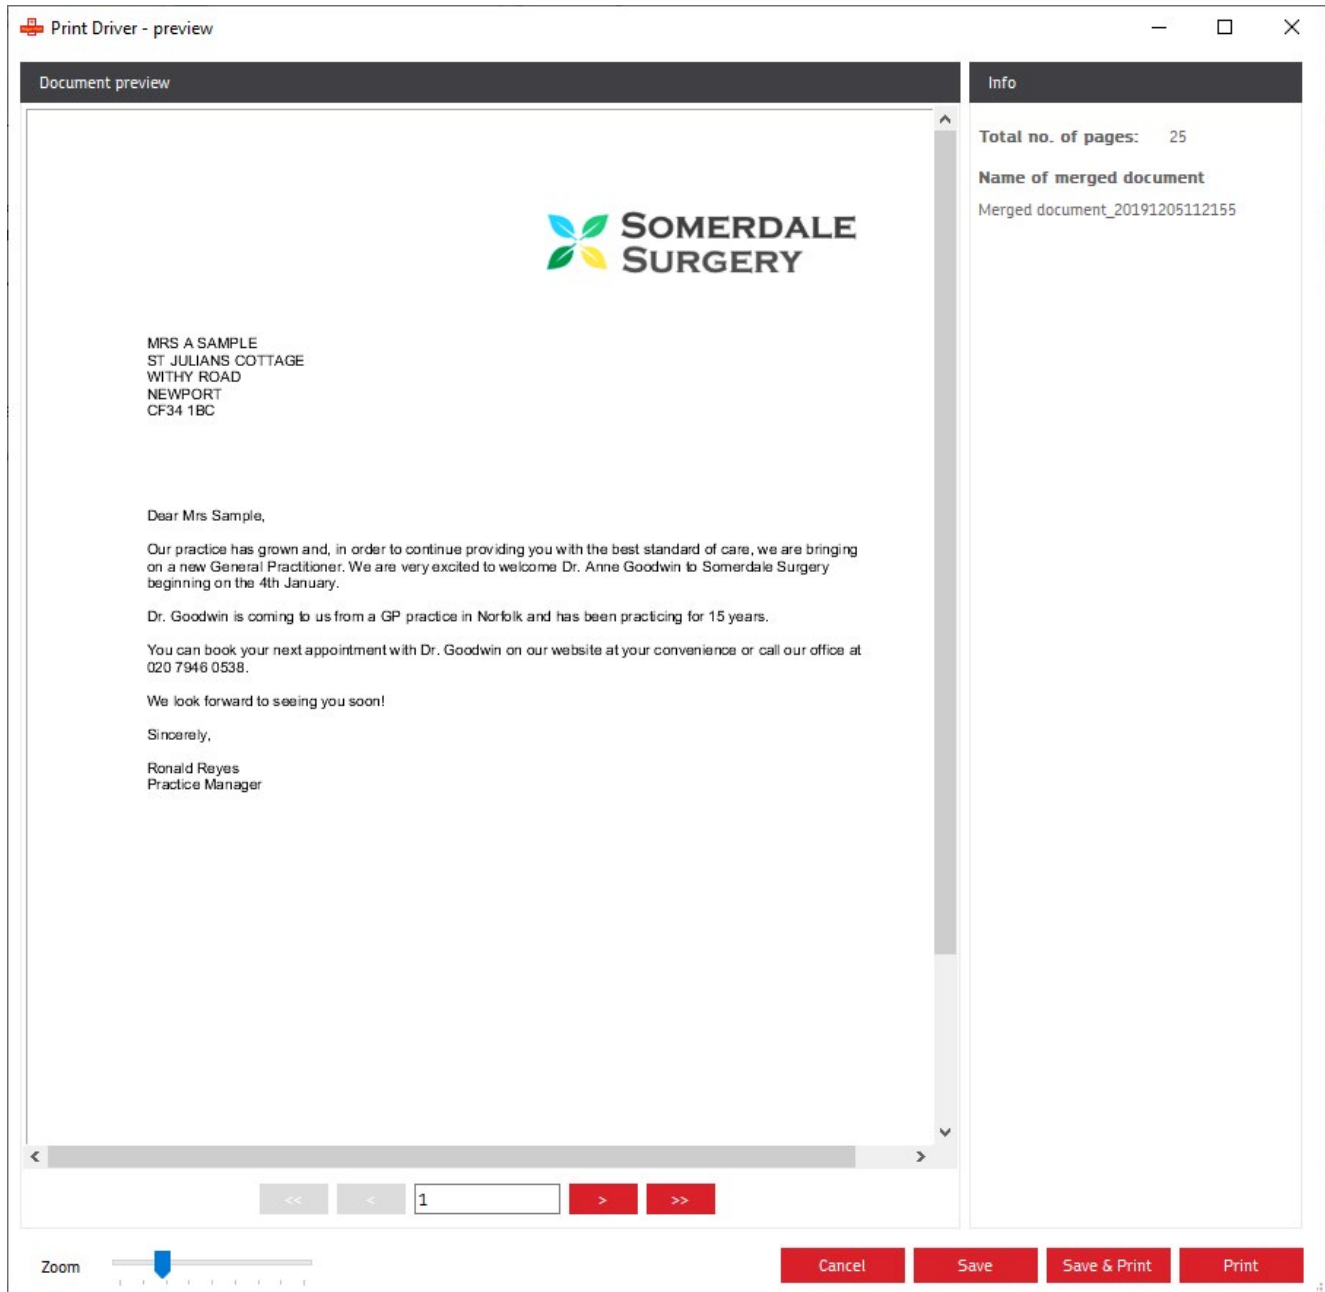 Print Driver - preview
Document preview
SOMERDALE
SURGERY
MRS A SAMPLE
ST JULIANS COTTAGE
WITHY ROAD
NEWPORT
CF34 1BC
Dear Mrs Sample,
Our practice has grown and, in order to continue providing you with the best standard of care, we are bringing
on a new General Practitioner. We are very excited to welcome Dr. Anne Goodwin to Somerdale Surgery
beginning on the 4th January.
Dr. Goodwin is coming to us from a GP practice in Norfolk and has been practicing for 15 years.
You can book your next appointment with Dr. Goodwin on our website at your convenience or call our office at
020 7946 0538.
We look forward to seeing you soon!
Sincerely,
Ronald Reyes
Practice Manager
<< < 1 > >>
Info
Total no. of pages: 25
Name of merged document
Merged document_20191205112155
Zoom
Cancel Save Save & Print Print